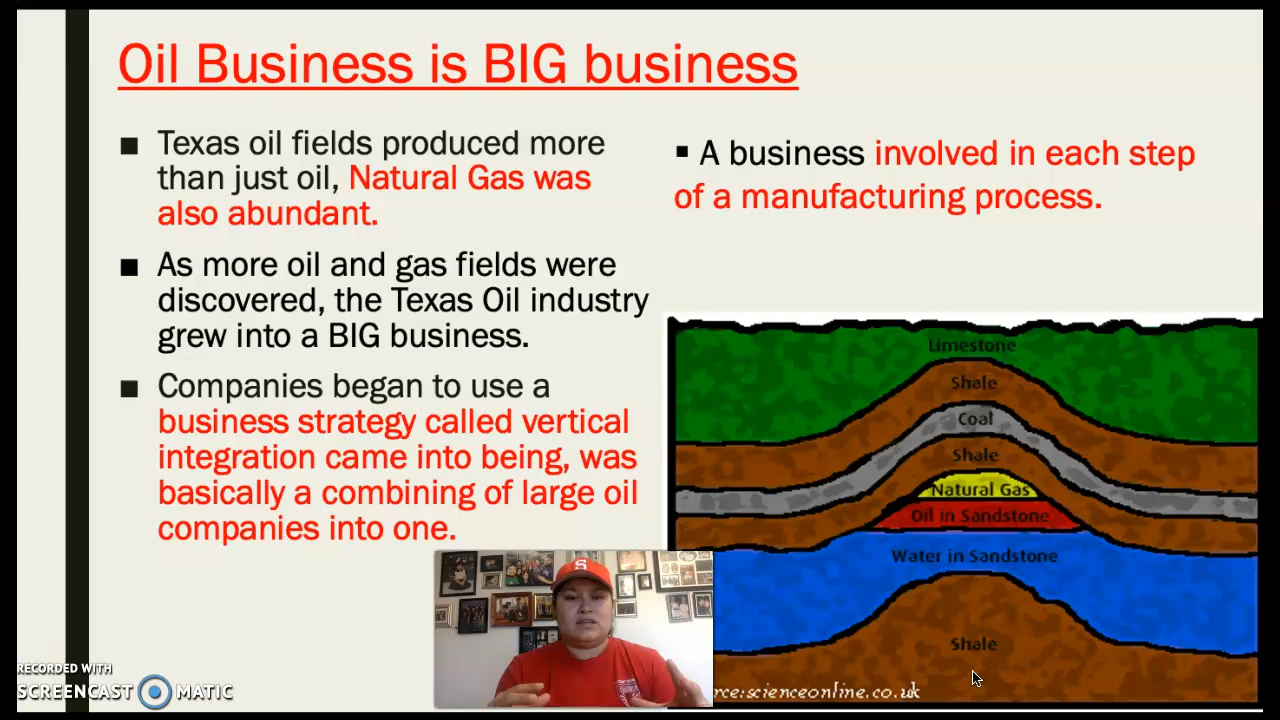 Oil Business is BIG business
■ Texas oil fields produced more
than just oil, Natural Gas was
also abundant.
■ As more oil and gas fields were
discovered, the Texas Oil industry
grew into a BIG business.
■ Companies began to use a
business strategy called vertical
integration came into being, was
basically a combining of large oil
companies into one.
▪ A business involved in each step
of a manufacturing process.
Limestone
Shale
Coal
Shale
Natural Gas
Oil in Sandstone
Water in Sandstone
Shale
rce:scienceonline.co.uk
S
RECORDED WITH
SCREENCAST MATIC